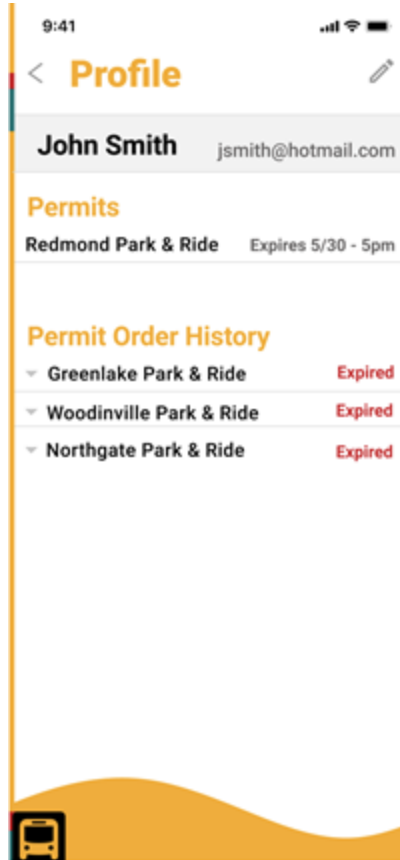 9:41
Profile
John Smith jsmith@hotmail.com
Permits
Redmond Park & Ride Expires 5/30 - 5pm
Permit Order History
Greenlake Park & Ride Expired
Woodinville Park & Ride Expired
Northgate Park & Ride Expired